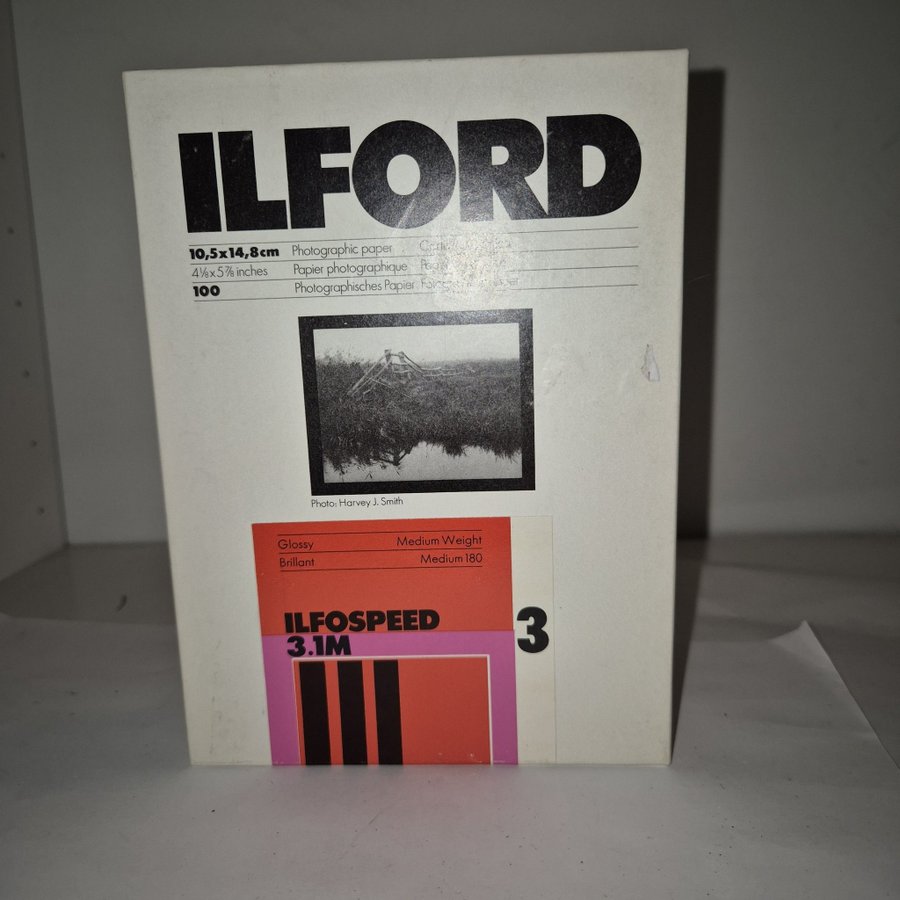 ILFORD
10,5x14,8cm Photographic paper
4⅛x5⅞ inches Papier photographique
100 Photographisches Papier
Photo: Harvey J. Smith
Glossy Medium Weight
Brillant Medium 180
ILFOSPEED
3.1M
3